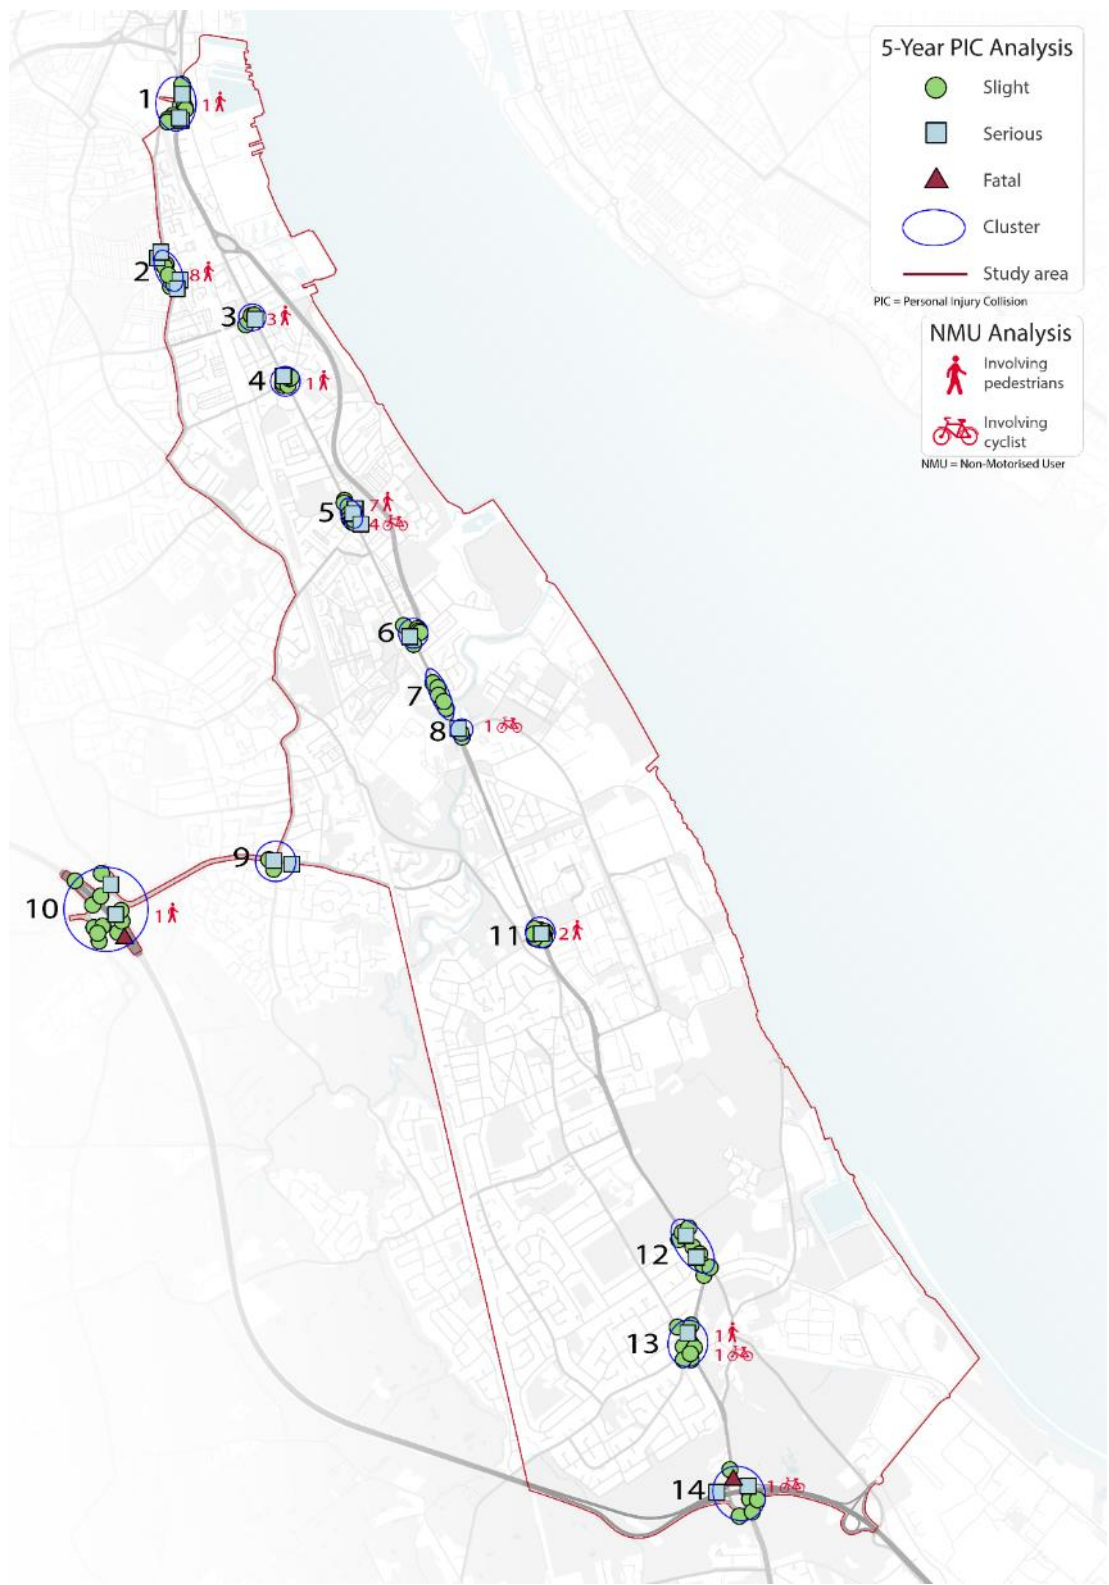 5-Year PIC Analysis
Slight
Serious
Fatal
Cluster
Study area
PIC = Personal Injury Collision
NMU Analysis
Involving
pedestrians
Involving
cyclist
NMU = Non-Motorised User
1
1
2
8
3
3
4
1
5
7
4
6
7
8
1
9
10
1
11
2
12
13
1
1
14
1